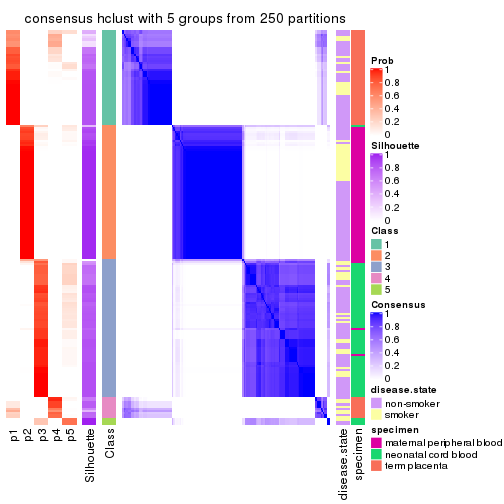 consensus hclust with 5 groups from 250 partitions
p1
p2
p3
p4
p5
Silhouette
Class
disease.state
specimen
Prob
1
0.8
0.6
0.4
0.2
0
Silhouette
1
0.8
0.6
0.4
0.2
0
Class
1
2
3
4
5
Consensus
1
0.8
0.6
0.4
0.2
0
disease.state
non-smoker
smoker
specimen
maternal peripheral blood
neonatal cord blood
term placenta